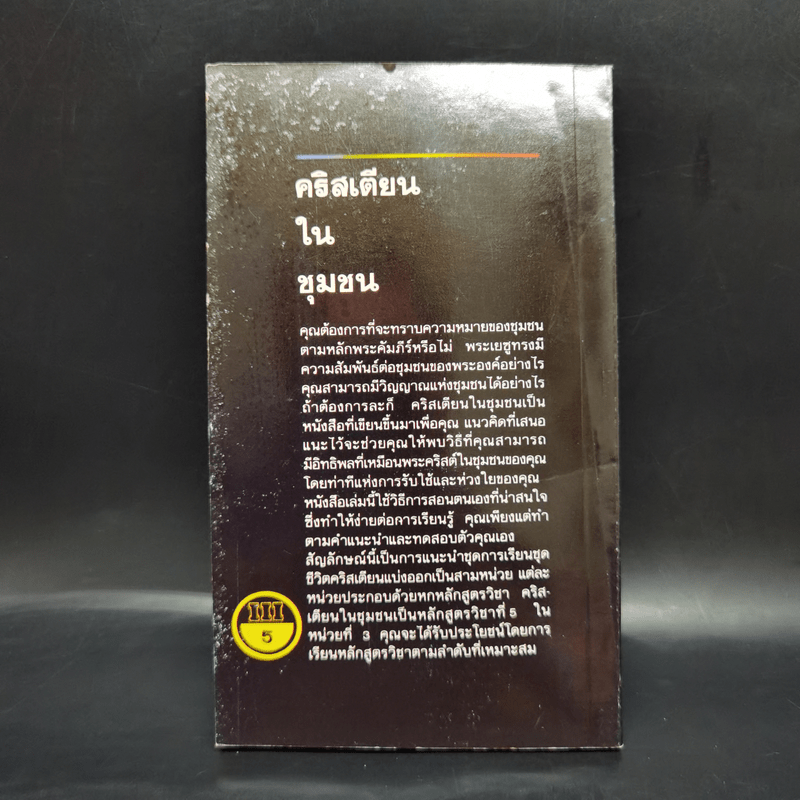 คริสเตียน
ใน
ชุมชน
คุณต้องการที่จะทราบความหมายของชุมชน
ตามหลักพระคัมภีร์หรือไม่ พระเยซูทรงมี
ความสัมพันธ์ต่อชุมชนของพระองค์อย่างไร
คุณสามารถมีวิญญาณแห่งชุมชนได้อย่างไร
ถ้าต้องการละก็ คริสเตียนในชุมชนเป็น
หนังสือที่เขียนขึ้นมาเพื่อคุณ แนวคิดที่เสนอ
แนะไว้จะช่วยคุณให้พบวิธีที่คุณสามารถ
มีอิทธิพลที่เหมือนพระคริสต์ในชุมชนของคุณ
โดยท่าทีแห่งการรับใช้และห่วงใยของคุณ
หนังสือเล่มนี้ใช้วิธีการสอนตนเองที่น่าสนใจ
ซึ่งทำให้ง่ายต่อการเรียนรู้ คุณเพียงแต่ทำ
ตามคำแนะนำและทดสอบตัวคุณเอง
สัญลักษณ์นี้เป็นการแนะนำชุดการเรียนชุด
ชีวิตคริสเตียนแบ่งออกเป็นสามหน่วย แต่ละ
หน่วยประกอบด้วยหกหลักสูตรวิชา คริส-
เตียนในชุมชนเป็นหลักสูตรวิชาที่ 5 ใน
หน่วยที่ 3 คุณจะได้รับประโยชน์โดยการ
เรียนหลักสูตรวิชาตามลำดับที่เหมาะสม
III
5